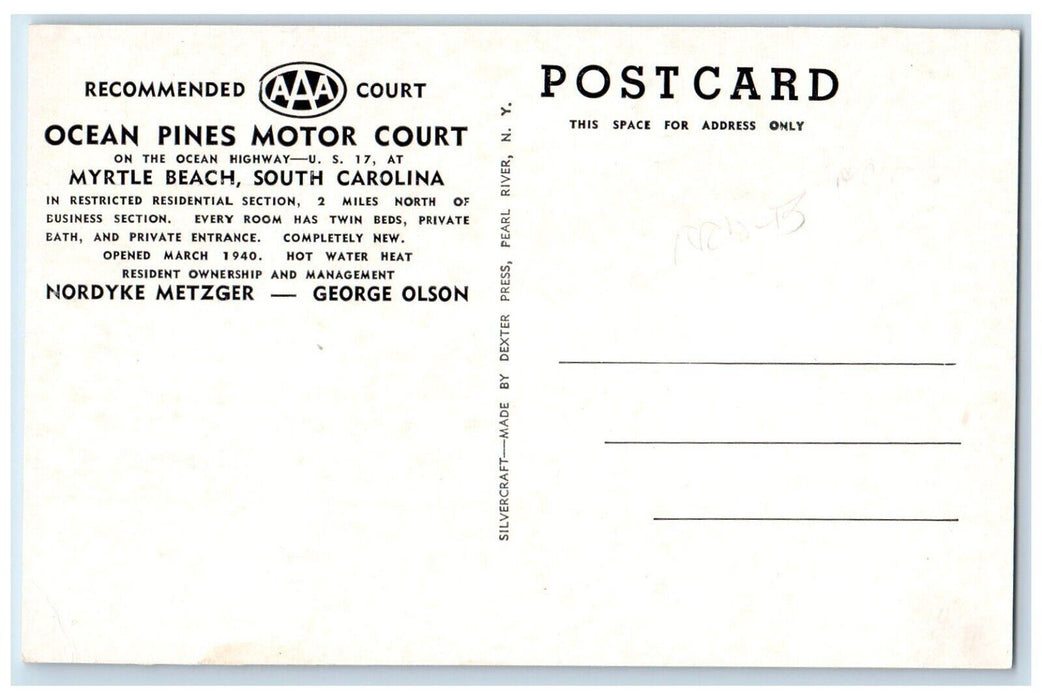 RECOMMENDED AAA COURT
OCEAN PINES MOTOR COURT
ON THE OCEAN HIGHWAY—U. S. 17, AT
MYRTLE BEACH, SOUTH CAROLINA
IN RESTRICTED RESIDENTIAL SECTION, 2 MILES NORTH OF
BUSINESS SECTION. EVERY ROOM HAS TWIN BEDS, PRIVATE
BATH, AND PRIVATE ENTRANCE. COMPLETELY NEW.
OPENED MARCH 1940. HOT WATER HEAT
RESIDENT OWNERSHIP AND MANAGEMENT
NORDYKE METZGER — GEORGE OLSON
SILVERCRAFT—MADE BY DEXTER PRESS, PEARL RIVER, N. Y.
POSTCARD
THIS SPACE FOR ADDRESS ONLY